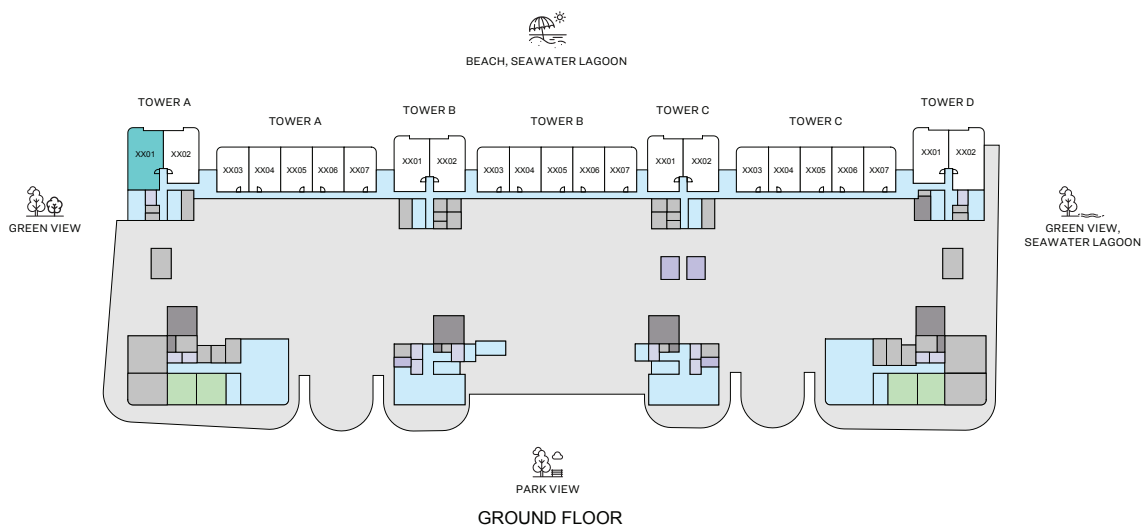 BEACH, SEAWATER LAGOON
TOWER A
TOWER A
TOWER B
TOWER B
TOWER C
TOWER C
TOWER D
XX01
XX02
XX03
XX04
XX05
XX06
XX07
XX01
XX02
XX03
XX04
XX05
XX06
XX07
XX01
XX02
XX03
XX04
XX05
XX06
XX07
XX01
XX02
GREEN VIEW
GREEN VIEW,
SEAWATER LAGOON
PARK VIEW
GROUND FLOOR